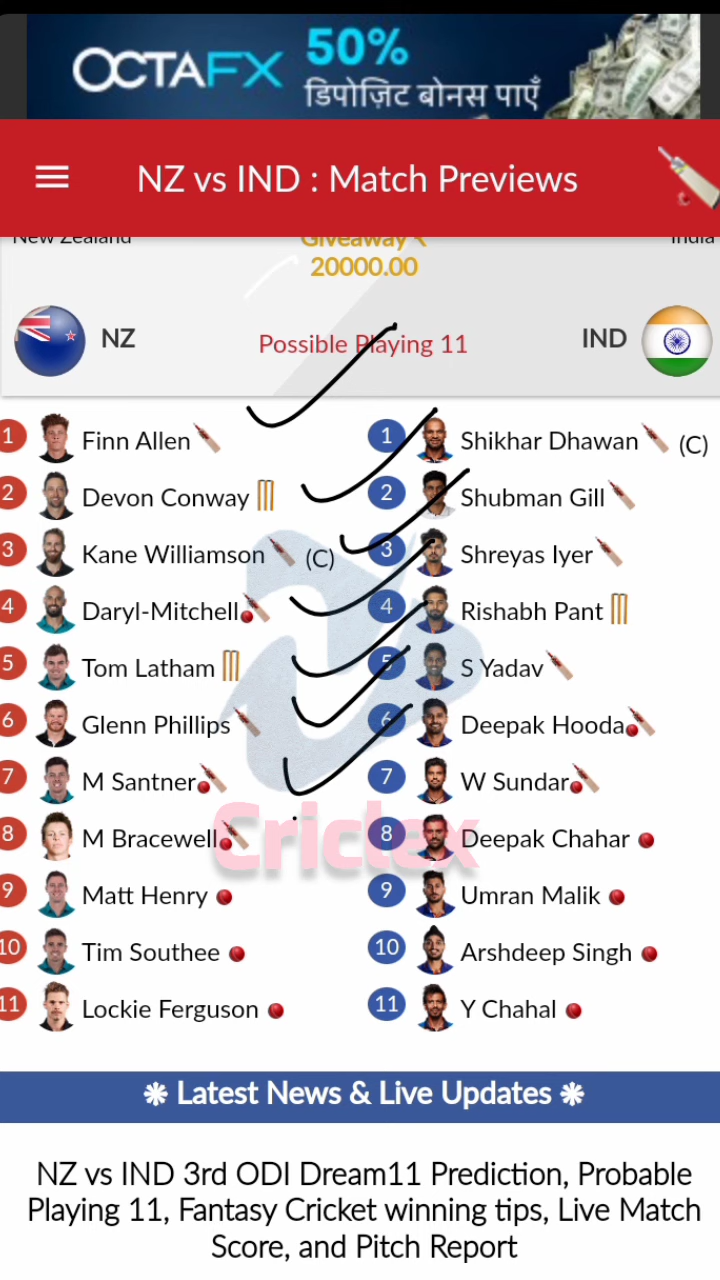 OCTAFX
50%
डिपोज़िट बोनस पाएँ
NZ vs IND : Match Previews
New Zealand
Giveaway ₹
India
20000.00
NZ
Possible Playing 11
IND
1 Finn Allen
2 Devon Conway
3 Kane Williamson (C)
4 Daryl-Mitchell
5 Tom Latham
6 Glenn Phillips
7 M Santner
8 M Bracewell
9 Matt Henry
10 Tim Southee
11 Lockie Ferguson
1 Shikhar Dhawan (C)
2 Shubman Gill
3 Shreyas Iyer
4 Rishabh Pant
5 S Yadav
6 Deepak Hooda
7 W Sundar
8 Deepak Chahar
9 Umran Malik
10 Arshdeep Singh
11 Y Chahal
Criclex
❋ Latest News & Live Updates ❋
NZ vs IND 3rd ODI Dream11 Prediction, Probable
Playing 11, Fantasy Cricket winning tips, Live Match
Score, and Pitch Report